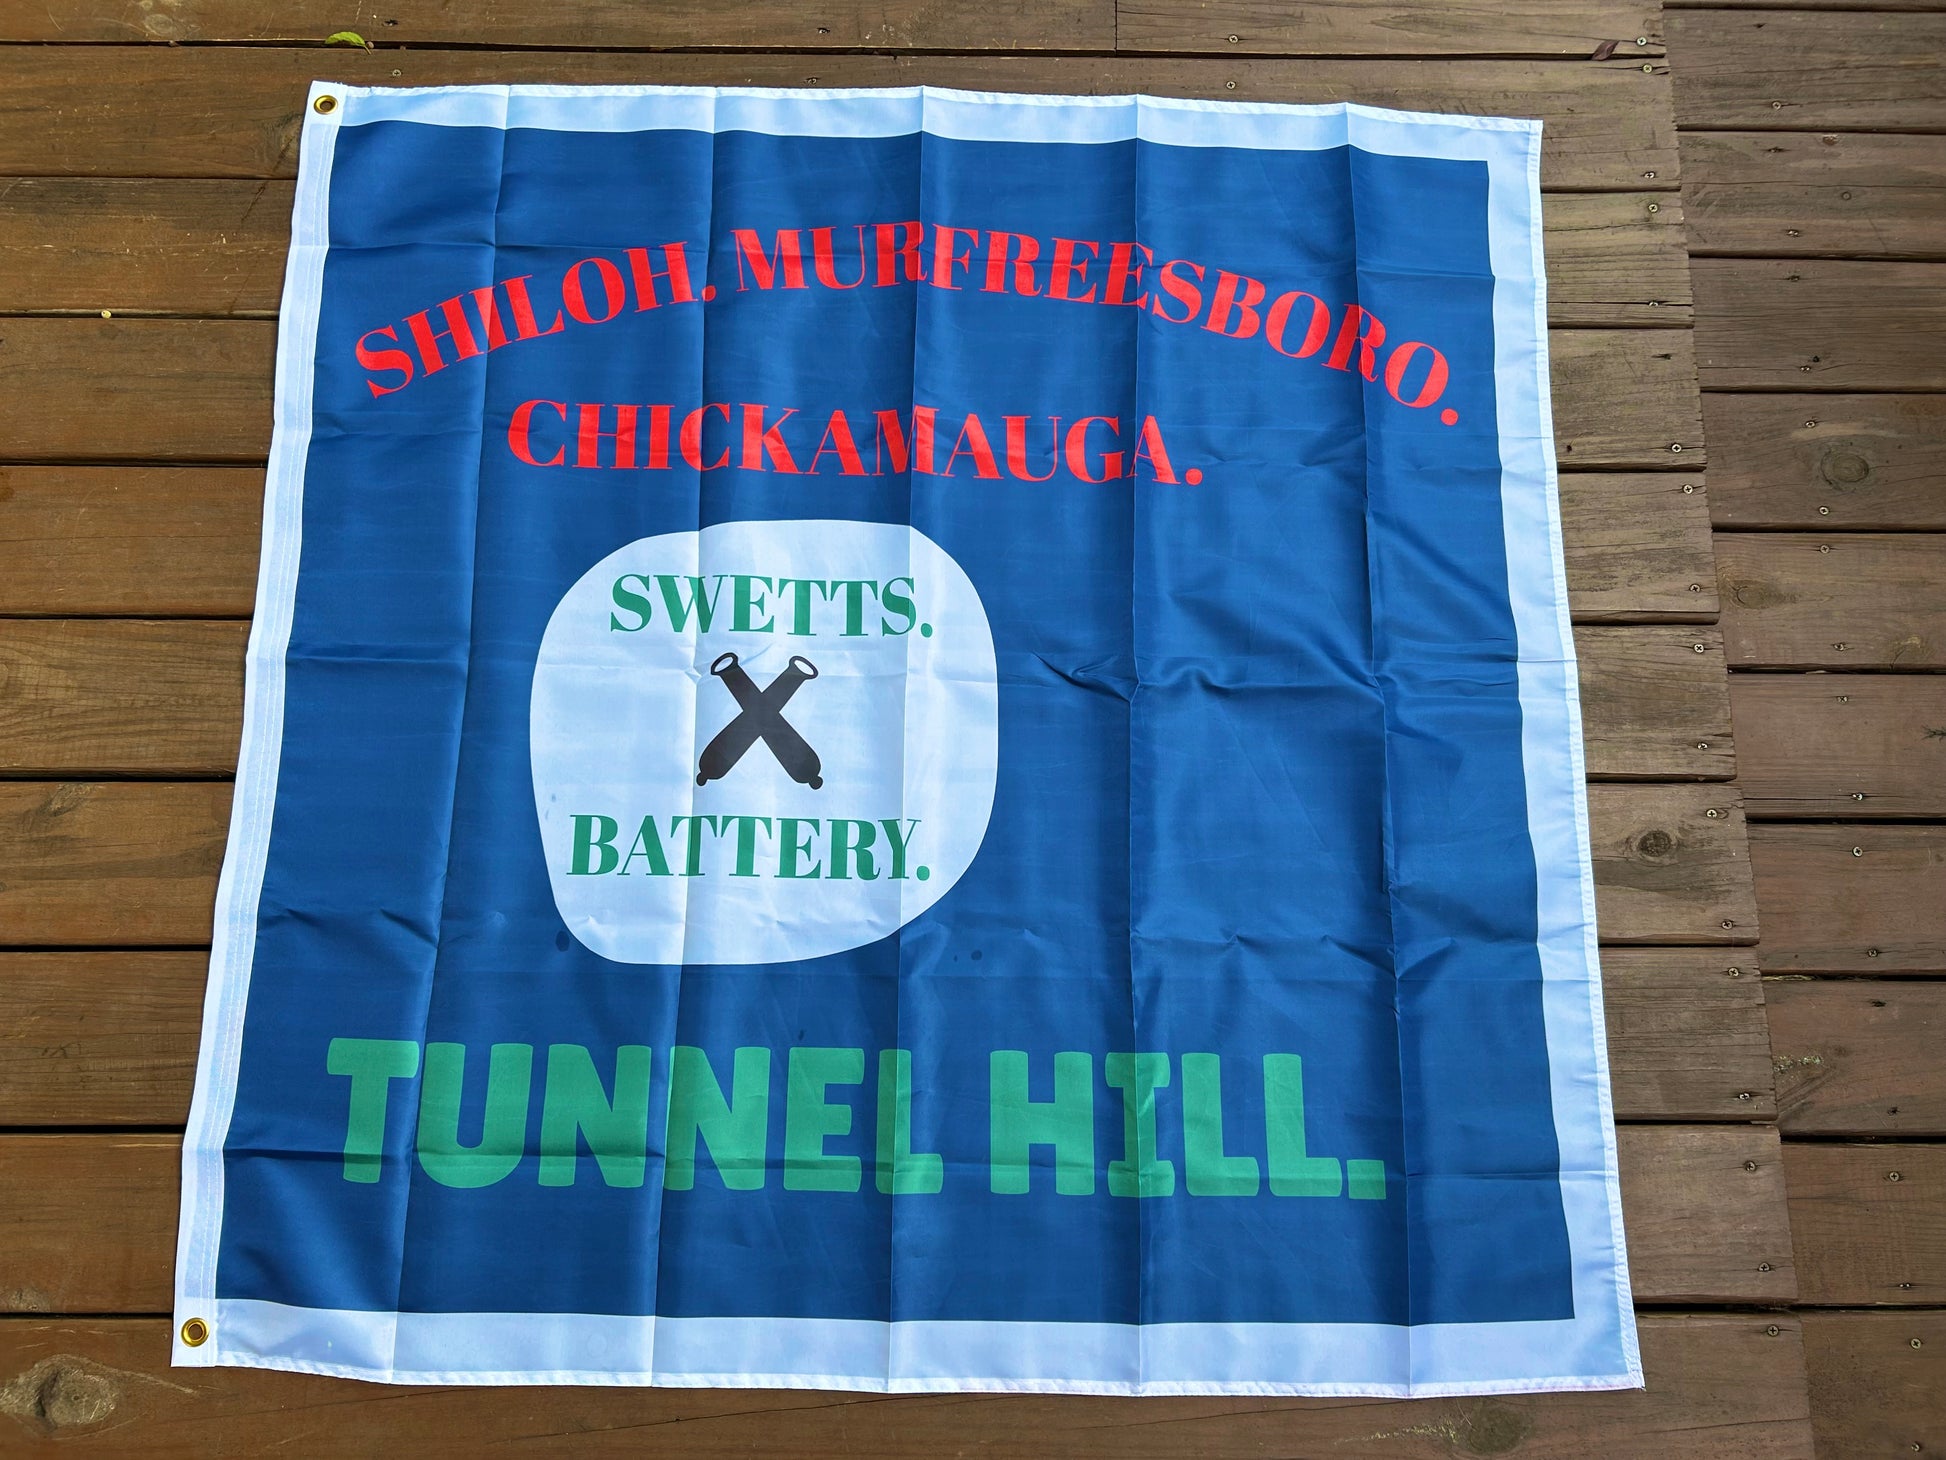 SHILOH. MURFREESBORO.
CHICKAMAUGA.
SWETTS.
BATTERY.
TUNNEL HILL.